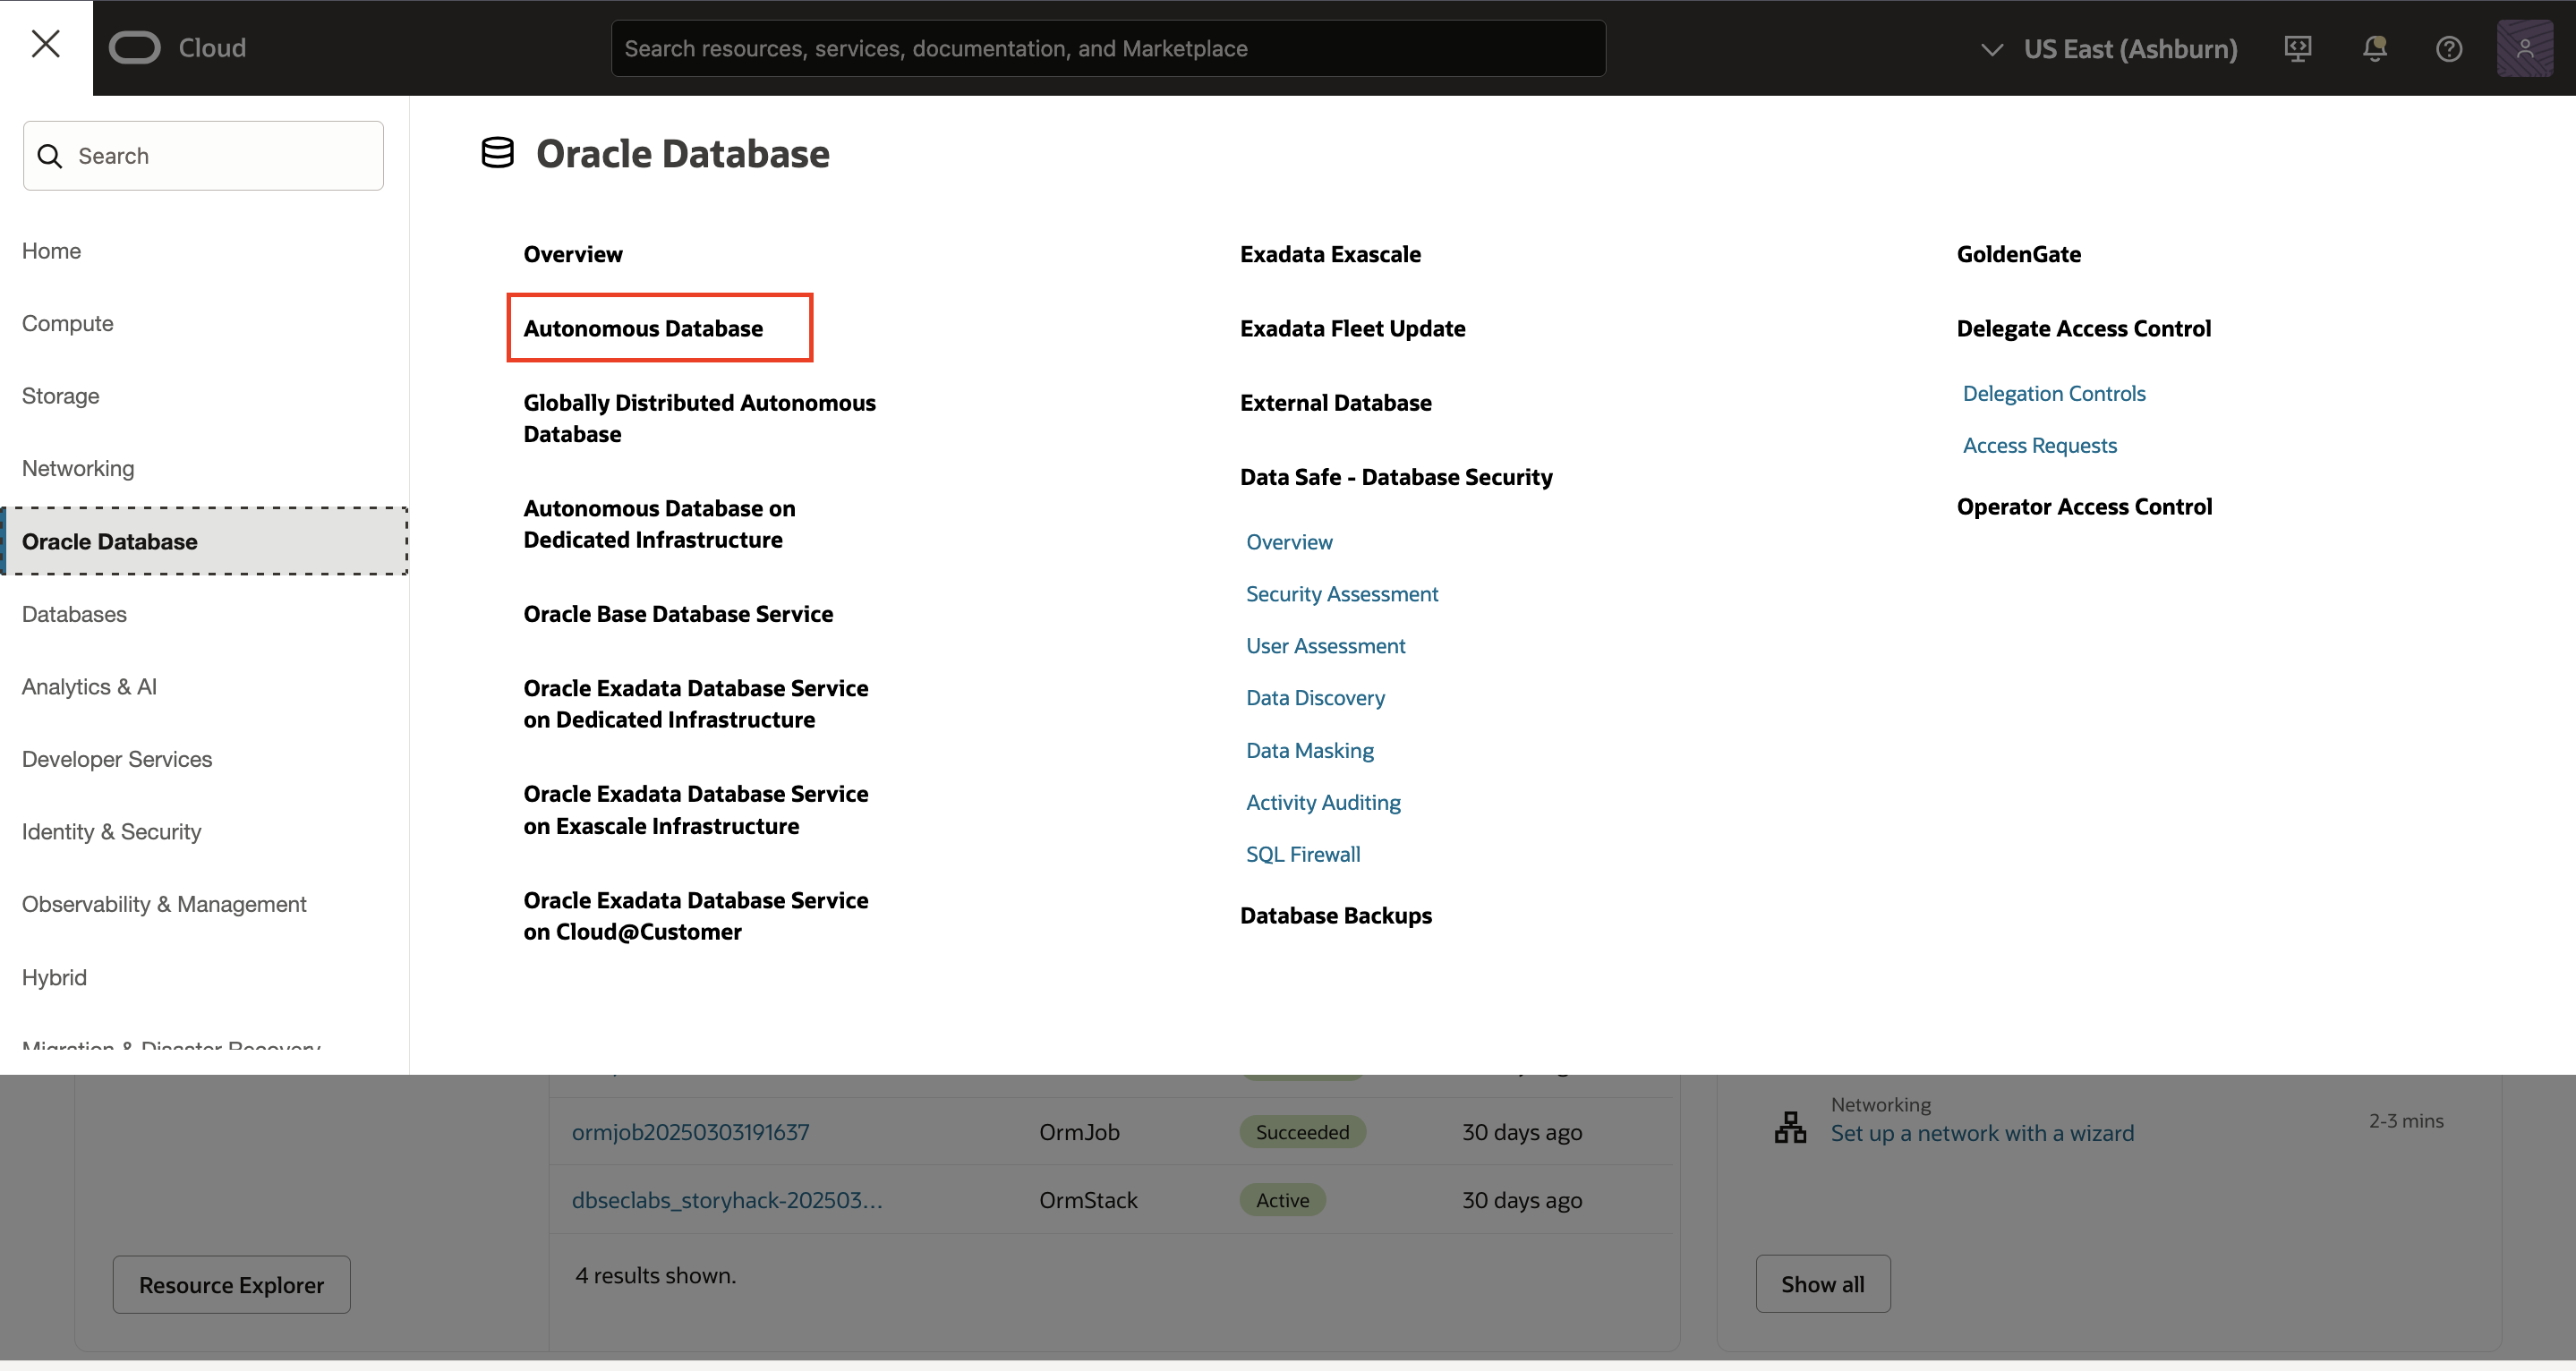 Cloud
Search resources, services, documentation, and Marketplace
US East (Ashburn)
Search
Home
Compute
Storage
Networking
Oracle Database
Databases
Analytics & AI
Developer Services
Identity & Security
Observability & Management
Hybrid
Migration & Disaster Recovery
Oracle Database
Overview
Autonomous Database
Globally Distributed Autonomous
Database
Autonomous Database on
Dedicated Infrastructure
Oracle Base Database Service
Oracle Exadata Database Service
on Dedicated Infrastructure
Oracle Exadata Database Service
on Exascale Infrastructure
Oracle Exadata Database Service
on Cloud@Customer
Exadata Exascale
Exadata Fleet Update
External Database
Data Safe - Database Security
Overview
Security Assessment
User Assessment
Data Discovery
Data Masking
Activity Auditing
SQL Firewall
Database Backups
GoldenGate
Delegate Access Control
Delegation Controls
Access Requests
Operator Access Control
ormjob20250303191637 OrmJob Succeeded 30 days ago
dbseclabs_storyhack-202503... OrmStack Active 30 days ago
4 results shown.
Resource Explorer
Networking
Set up a network with a wizard
2-3 mins
Show all